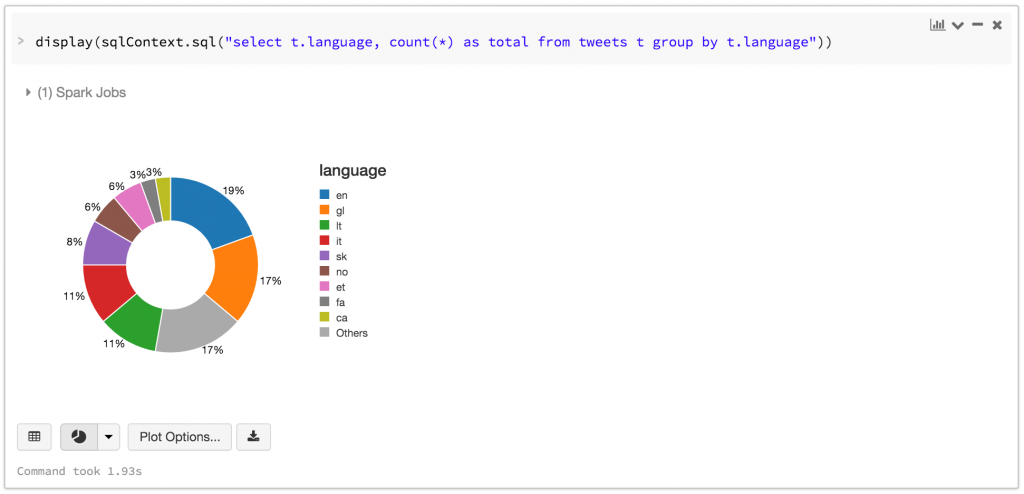 > display(sqlContext.sql("select t.language, count(*) as total from tweets t group by t.language"))
(1) Spark Jobs
language
en
gl
lt
it
sk
no
et
fa
ca
Others
19%
17%
17%
11%
11%
8%
6%
6%
3%
3%
Plot Options...
Command took 1.93s